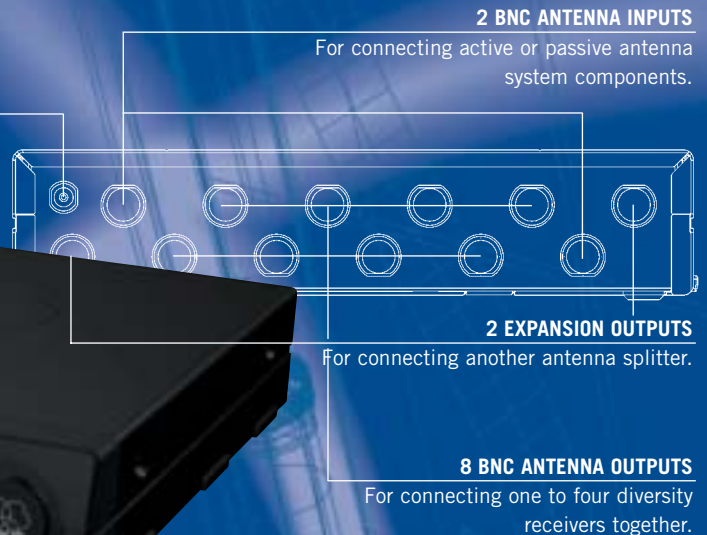 2 BNC ANTENNA INPUTS
For connecting active or passive antenna
system components.
2 EXPANSION OUTPUTS
For connecting another antenna splitter.
8 BNC ANTENNA OUTPUTS
For connecting one to four diversity
receivers together.